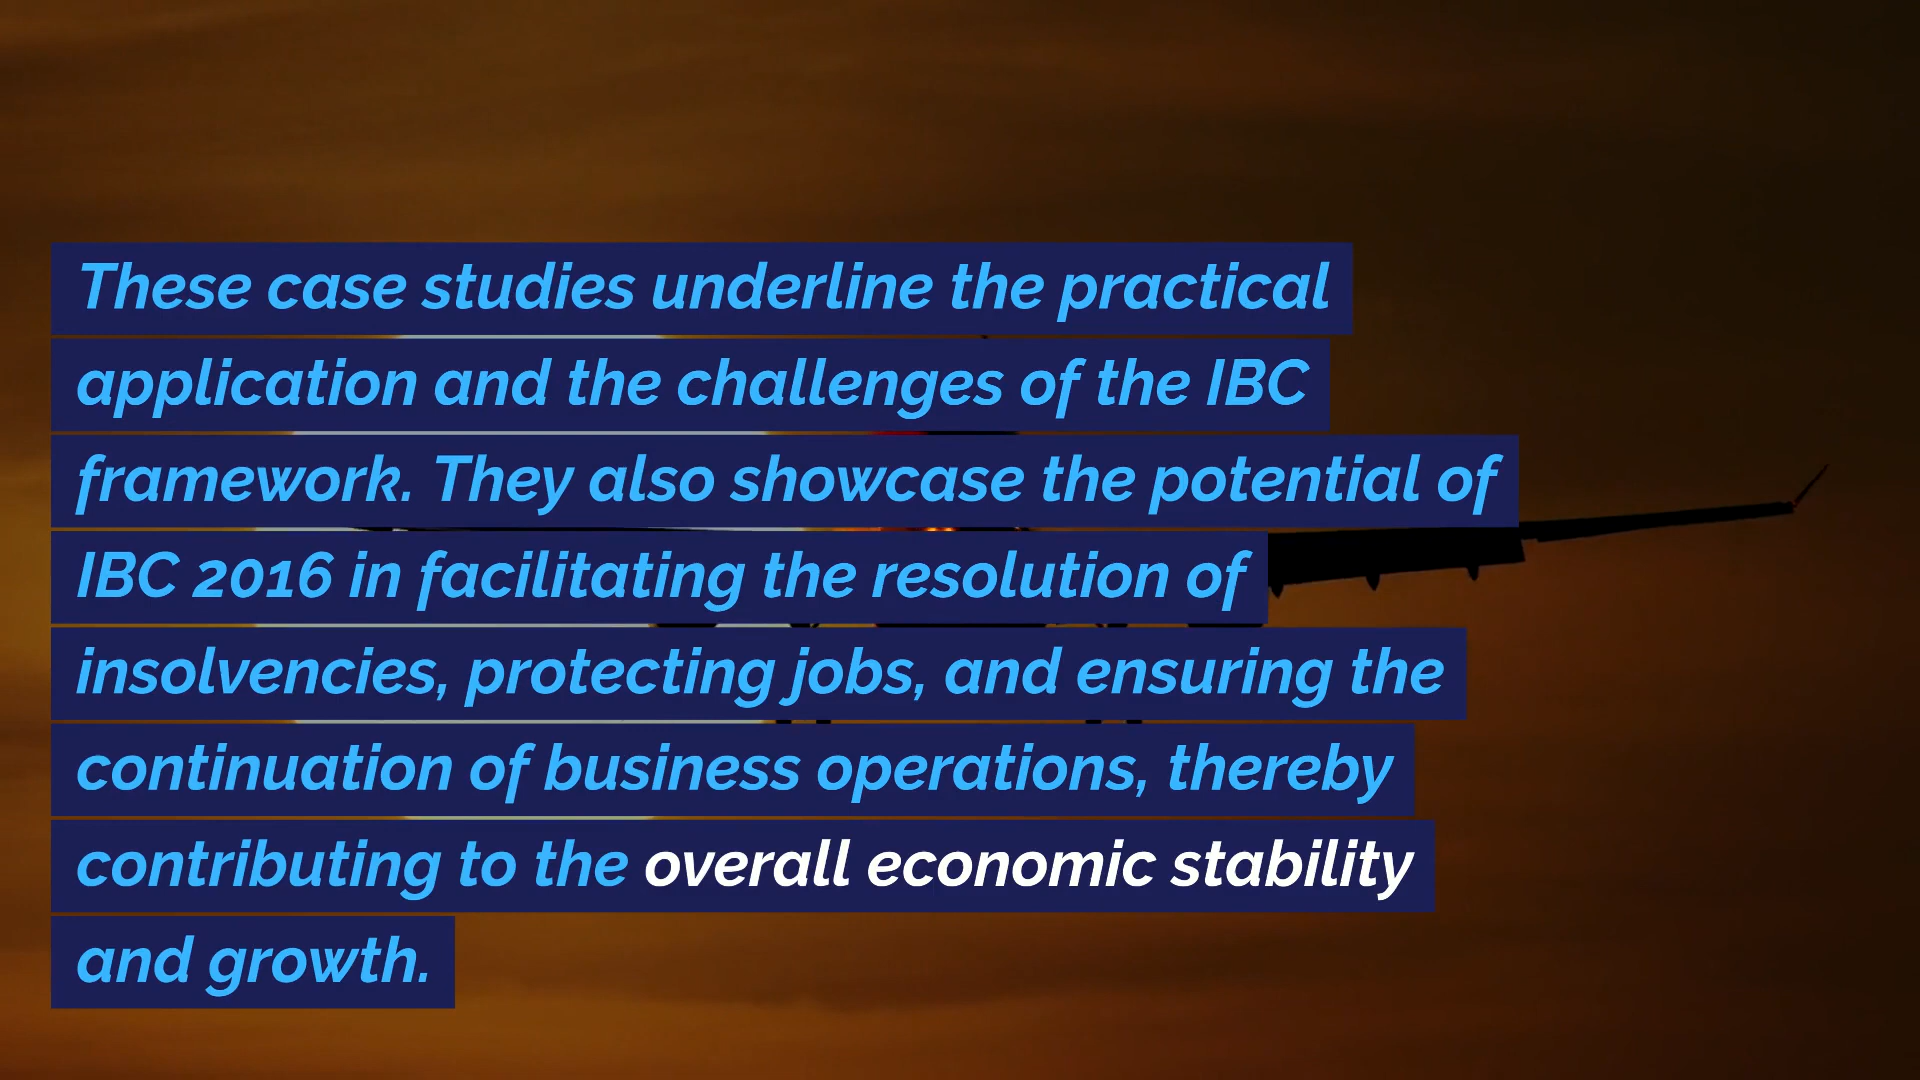 These case studies underline the practical
application and the challenges of the IBC
framework. They also showcase the potential of
IBC 2016 in facilitating the resolution of
insolvencies, protecting jobs, and ensuring the
continuation of business operations, thereby
contributing to the overall economic stability
and growth.